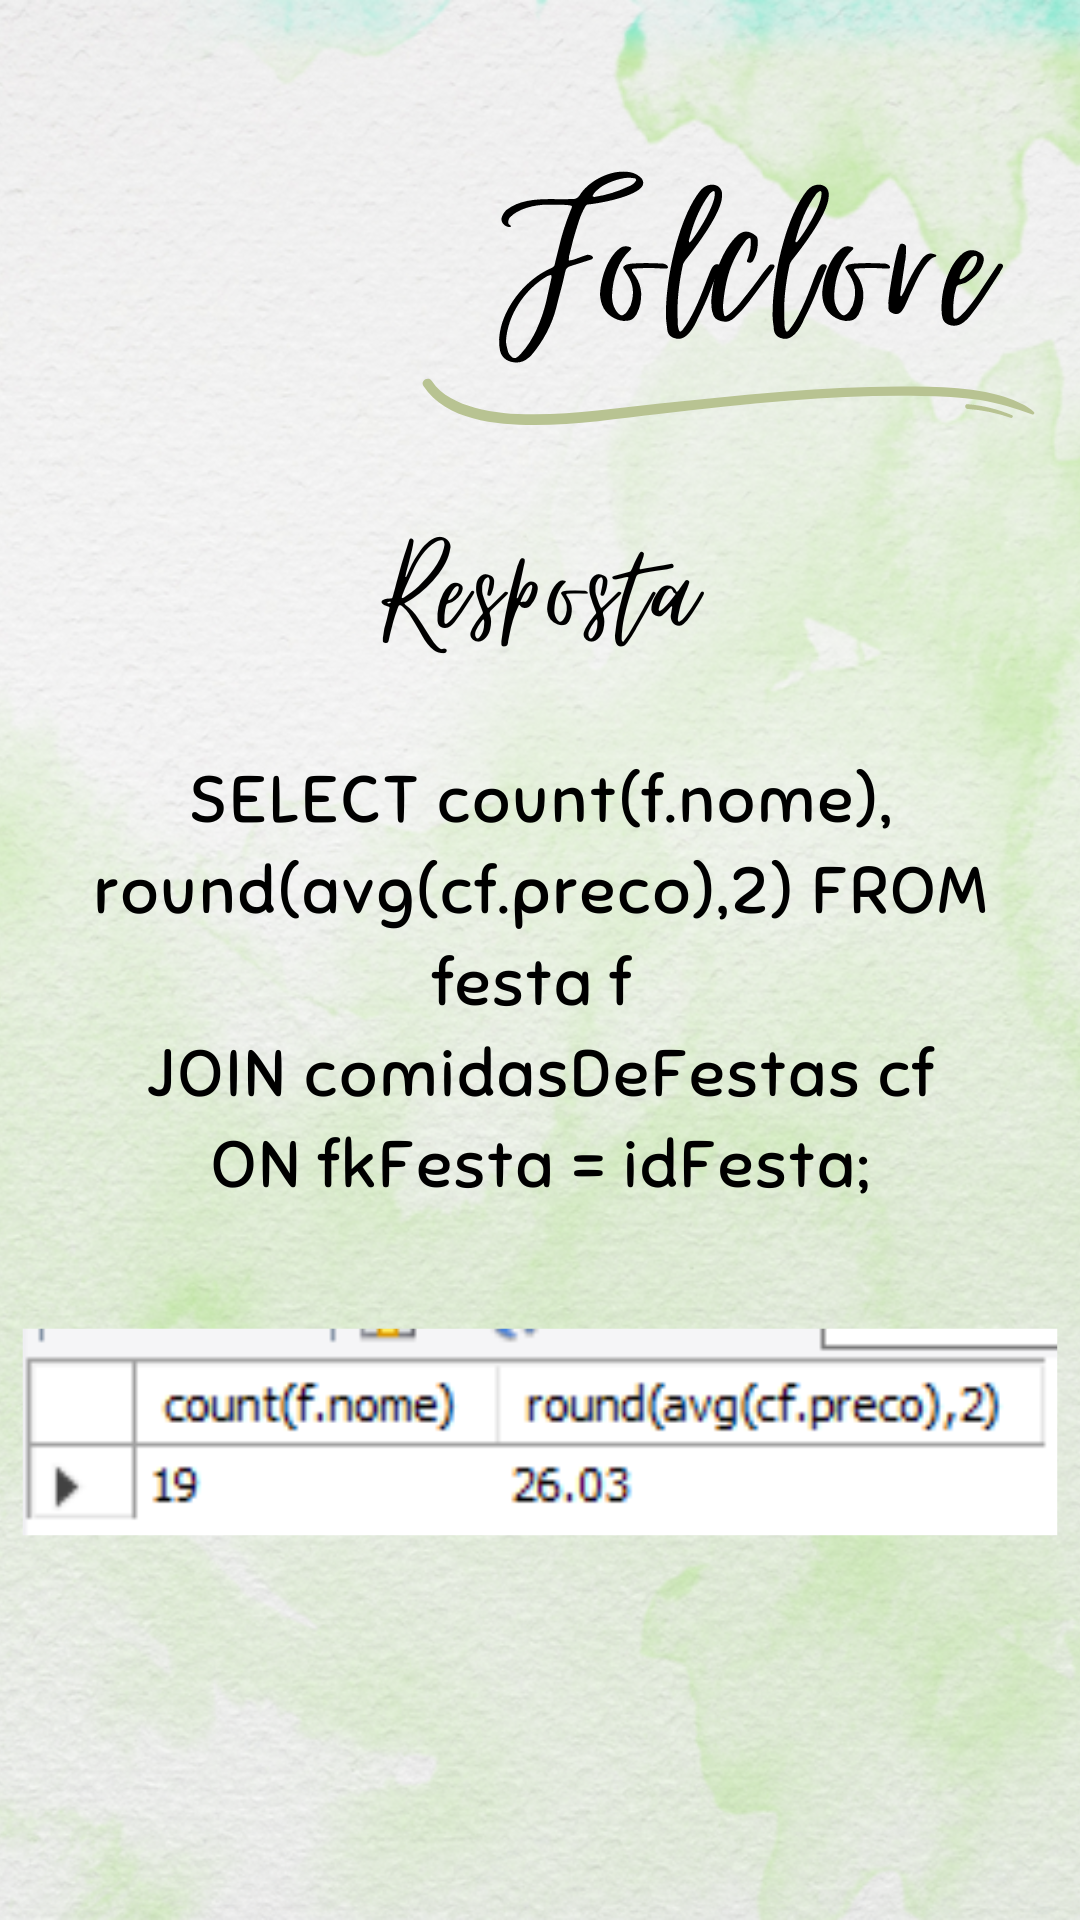 Folclove
Resposta
SELECT count(f.nome),
round(avg(cf.preco),2) FROM
festa f
JOIN comidasDeFestas cf
ON fkFesta = idFesta;
count(f.nome) round(avg(cf.preco),2)
19 26.03